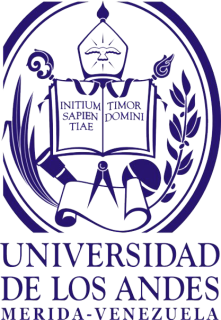 INITIUM
SAPIEN
TIAE
TIMOR
DOMINI
UNIVERSIDAD
DE LOS ANDES
MERIDA-VENEZUELA